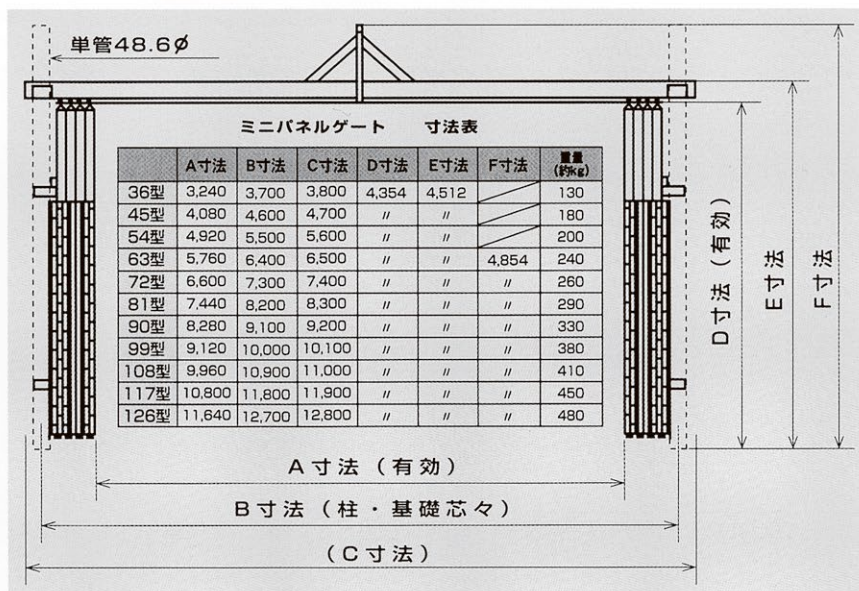 単管48.6φ
ミニパネルゲート 寸法表
A寸法 B寸法 C寸法 D寸法 E寸法 F寸法 重量(約kg)
36型 3,240 3,700 3,800 4,354 4,512 130
45型 4,080 4,600 4,700 〃 〃 180
54型 4,920 5,500 5,600 〃 〃 200
63型 5,760 6,400 6,500 〃 〃 4,854 240
72型 6,600 7,300 7,400 〃 〃 〃 260
81型 7,440 8,200 8,300 〃 〃 〃 290
90型 8,280 9,100 9,200 〃 〃 〃 330
99型 9,120 10,000 10,100 〃 〃 〃 380
108型 9,960 10,900 11,000 〃 〃 〃 410
117型 10,800 11,800 11,900 〃 〃 〃 450
126型 11,640 12,700 12,800 〃 〃 〃 480
D寸法(有効)
E寸法
F寸法
A寸法(有効)
B寸法(柱・基礎芯々)
(C寸法)